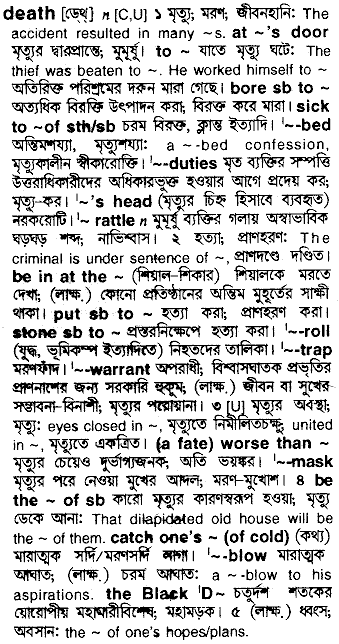 death [ডেথ্] n [C,U] ১ মৃত্যু; মরণ; জীবনহানি: The
accident resulted in many ~s. at ~’s door
মৃত্যুর দ্বারপ্রান্তে; মুমূর্ষু। to ~ যাতে মৃত্যু ঘটে: The
thief was beaten to ~. He worked himself to ~
অতিরিক্ত পরিশ্রমের দরুন মারা গেছে। bore sb to ~
অত্যধিক বিরক্তি উৎপাদন করা; বিরক্ত করে মারা। sick
to ~of sth/sb চরম বিরক্ত, ক্লান্ত ইত্যাদি। ˈ~-bed
অন্তিমশয্যা, মৃত্যুশয্যা: a ~-bed confession,
মৃত্যুকালীন স্বীকারোক্তি। ˈ~-duties মৃত ব্যক্তির সম্পত্তি
উত্তরাধিকারীদের অধিকারভুক্ত হওয়ার আগে প্রদেয় কর;
মৃত্যু-কর। ˈ~'s head (মৃত্যুর চিহ্ন হিসাবে ব্যবহৃত)
নরকরোটি। ˈ~ rattle n মুমূর্ষু ব্যক্তির গলায় অস্বাভাবিক
ঘড়ঘড় শব্দ; নাভিশ্বাস। ২ হত্যা; প্রাণহরণ: The
criminal is under sentence of ~, প্রাণদণ্ডে দণ্ডিত।
be in at the ~ (শিয়াল-শিকার) শিয়ালকে মরতে
দেখা; (লাক্ষ.) কোনো প্রতিষ্ঠানের অন্তিম মুহূর্তের সাক্ষী
থাকা। put sb to ~ হত্যা করা; প্রাণহরণ করা।
stone sb to ~ প্রস্তরনিক্ষেপে হত্যা করা। ˈ~-roll
(যুদ্ধ, ভূমিকম্প ইত্যাদিতে) নিহতদের তালিকা। ˈ~-trap
মরণফাঁদ। ˈ~-warrant অপরাধী; বিশ্বাসঘাতক প্রভৃতির
প্রাণনাশের জন্য সরকারি হুকুম; (লাক্ষ.) জীবন বা সুখের
সম্ভাবনা-বিনাশী; মৃত্যুর পরোয়ানা। ৩ [U] মৃত্যুর অবস্থা;
মৃত্যু: eyes closed in ~, মৃত্যুতে নিমীলিতচক্ষু; united
in ~, মৃত্যুতে একত্রিত। (a fate) worse than ~
মৃত্যুর চেয়েও দুর্ভাগ্যজনক; অতি ভয়ঙ্কর। ˈ~-mask
মৃত্যুর পরে নেওয়া মুখের আদল; মরণ-মুখোশ। ৪ be
the ~ of sb কারো মৃত্যুর কারণস্বরূপ হওয়া; মৃত্যু
ডেকে আনা: That dilapidated old house will be
the ~ of them. catch one's ~ (of cold) (কথ্য)
মারাত্মক সর্দি/মরণসর্দি লাগা। ˈ~-blow মারাত্মক
আঘাত; (লাক্ষ.) চরম আঘাত: a ~-blow to his
aspirations. the Black ˈD~ চতুর্দশ শতকের
য়োরোপীয় মহামারীবিশেষ; মহামড়ক। ৫ (লাক্ষ.) ধ্বংস;
অবসান: the ~ of one's hopes/plans.